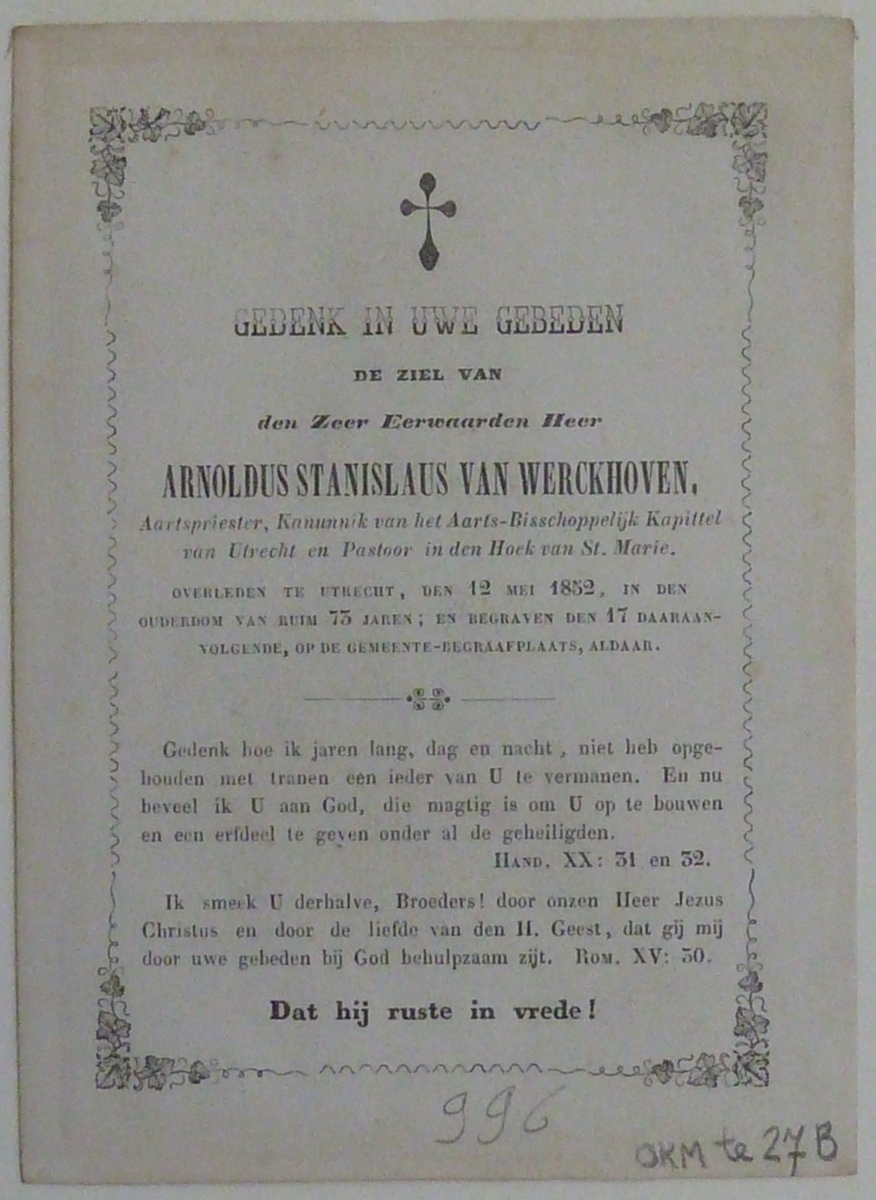 GEDENK IN UWE GEBEDEN
DE ZIEL VAN
den Zeer Eerwaarden Heer
ARNOLDUS STANISLAUS VAN WERCKHOVEN,
Aartspriester, Kanunnik van het Aarts-Bisschoppelijk Kapittel
van Utrecht en Pastoor in den Hoek van St. Marie.
OVERLEDEN TE UTRECHT, DEN 12 MEI 1852, IN DEN
OUDERDOM VAN RUIM 73 JAREN; EN BEGRAVEN DEN 17 DAARAAN-
VOLGENDE, OP DE GEMEENTE-BEGRAAFPLAATS, ALDAAR.
Gedenk hoe ik jaren lang, dag en nacht, niet heb opge-
houden met tranen een ieder van U te vermanen. En nu
beveel ik U aan God, die magtig is om U op te bouwen
en een erfdeel te geven onder al de geheiligden.
HAND. XX: 31 en 32.
Ik smeek U derhalve, Broeders! door onzen Heer Jezus
Christus en door de liefde van den H. Geest, dat gij mij
door uwe gebeden bij God behulpzaam zijt. ROM. XV: 30.
Dat hij ruste in vrede!
996
OKM te 27B